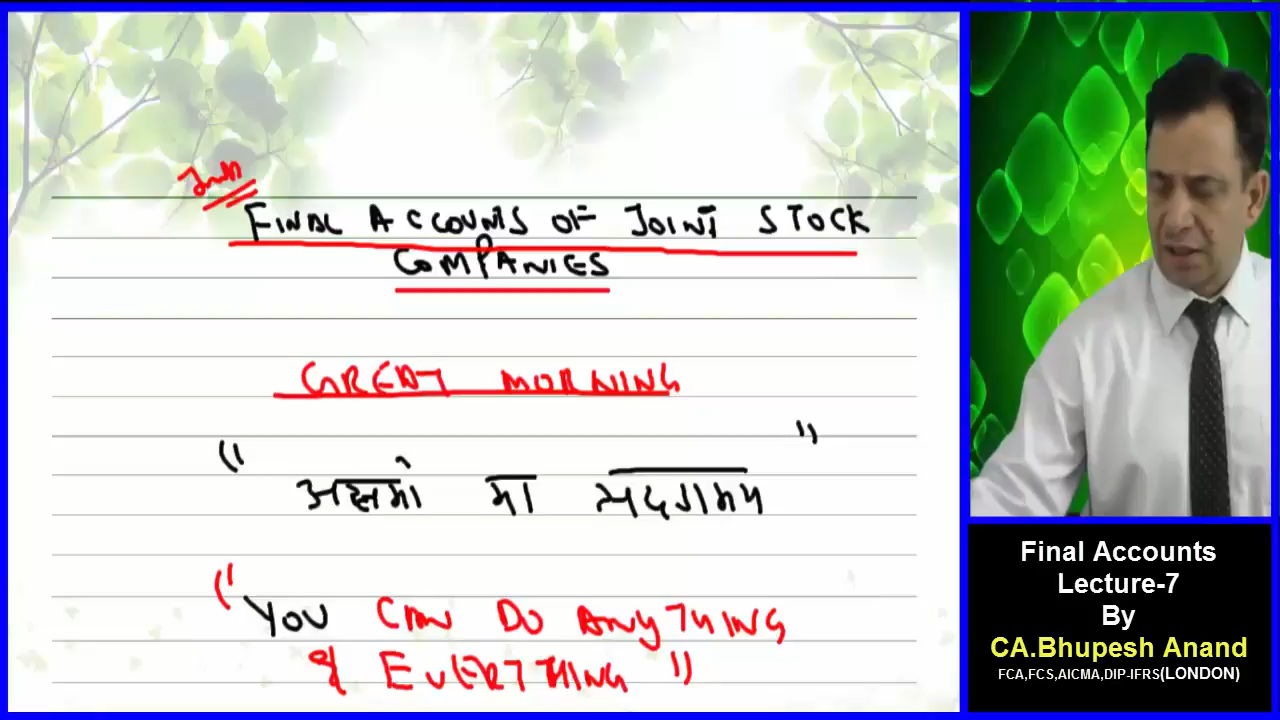 FINAL ACCOUNTS OF JOINT STOCK
COMPANIES
GREAT MORNING
" "
मा सदगमय
"YOU CAN DO ANYTHING
& EVERYTHING"
Final Accounts
Lecture-7
By
CA.Bhupesh Anand
FCA,FCS,AICMA,DIP-IFRS(LONDON)